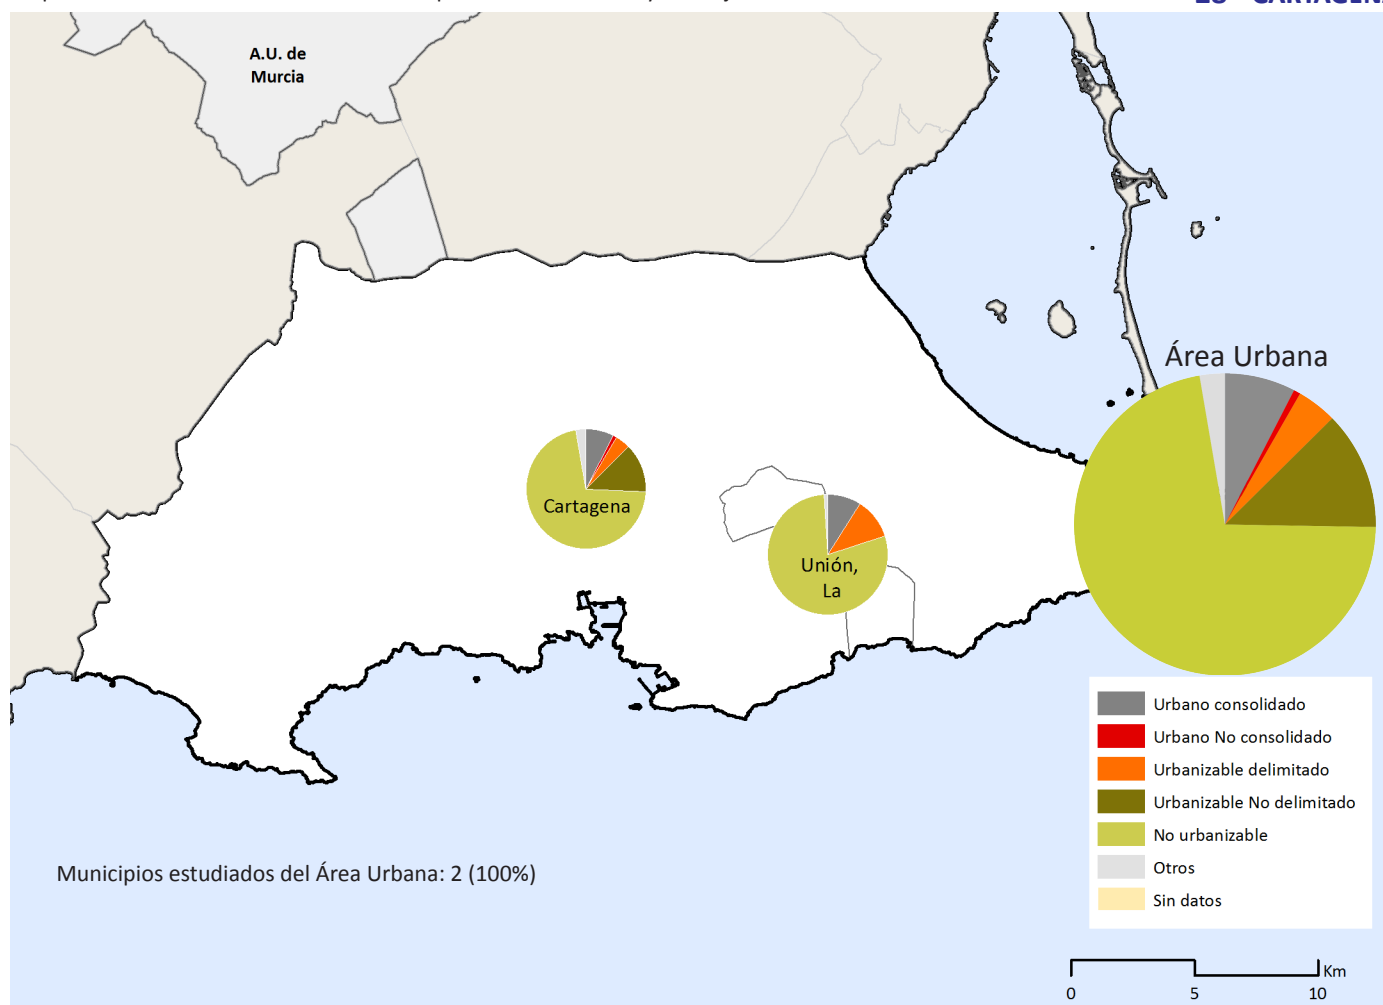 A.U. de
Murcia
Área Urbana
Cartagena
Unión,
La
Urbano consolidado
Urbano No consolidado
Urbanizable delimitado
Urbanizable No delimitado
No urbanizable
Otros
Sin datos
Municipios estudiados del Área Urbana: 2 (100%)
Km
0 5 10